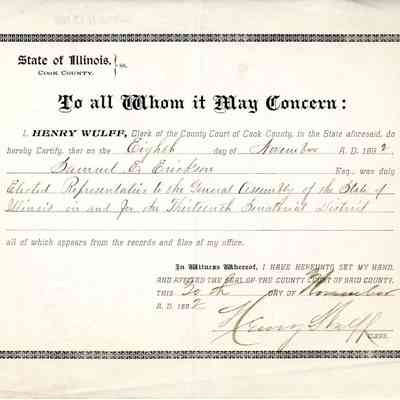 State of Illinois, } ss.
Cook County.
To all Whom it May Concern:
I, HENRY WULFF, Clerk of the County Court of Cook County, in the State aforesaid, do
hereby Certify, that on the Eighth day of November A. D. 1892,
Samuel E. Erickson Esq., was duly
Elected Representative to the General Assembly of the State of
Illinois in and for the Thirteenth Senatorial District
all of which appears from the records and files of my office.
In Witness Whereof, I HAVE HEREUNTO SET MY HAND,
AND AFFIXED THE SEAL OF THE COUNTY COURT OF SAID COUNTY,
THIS 30th DAY OF November
A. D. 1892
Henry Wulff
CLERK.